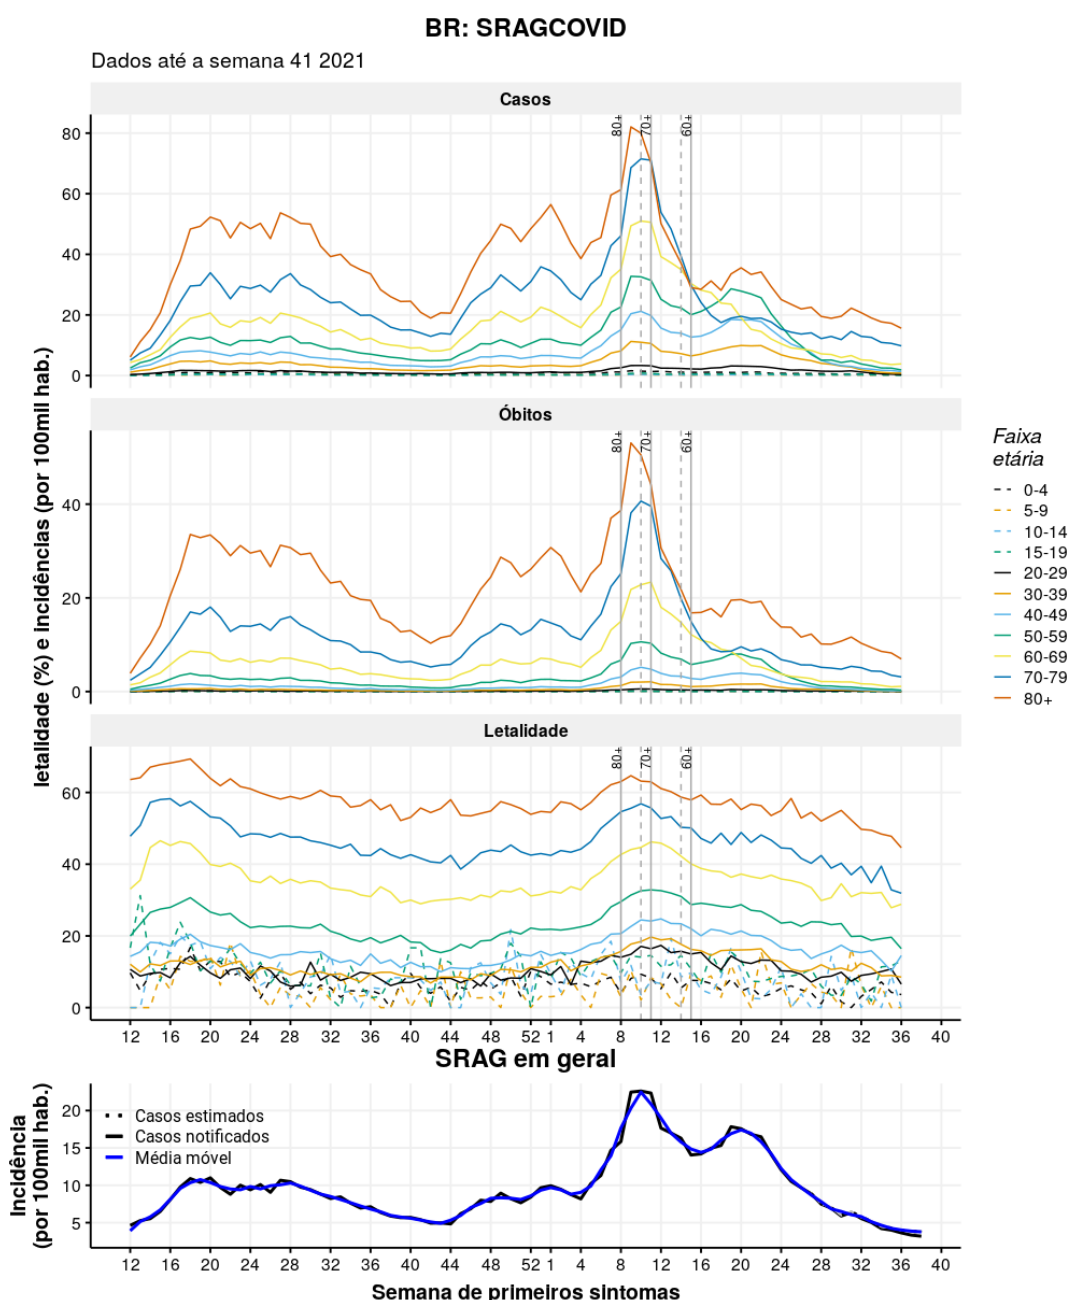 BR: SRAGCOVID
Dados até a semana 41 2021
Casos
80+ 70+ 60+
80
60
40
20
0
Óbitos
80+ 70+ 60+
40
20
0
Letalidade
80+ 70+ 60+
60
40
20
0
12 16 20 24 28 32 36 40 44 48 52 1 4 8 12 16 20 24 28 32 36 40
letalidade (%) e incidências (por 100mil hab.)
Faixa
etária
0-4
5-9
10-14
15-19
20-29
30-39
40-49
50-59
60-69
70-79
80+
SRAG em geral
Incidência
(por 100mil hab.)
20
15
10
5
Casos estimados
Casos notificados
Média móvel
12 16 20 24 28 32 36 40 44 48 52 1 4 8 12 16 20 24 28 32 36 40
Semana de primeiros sintomas